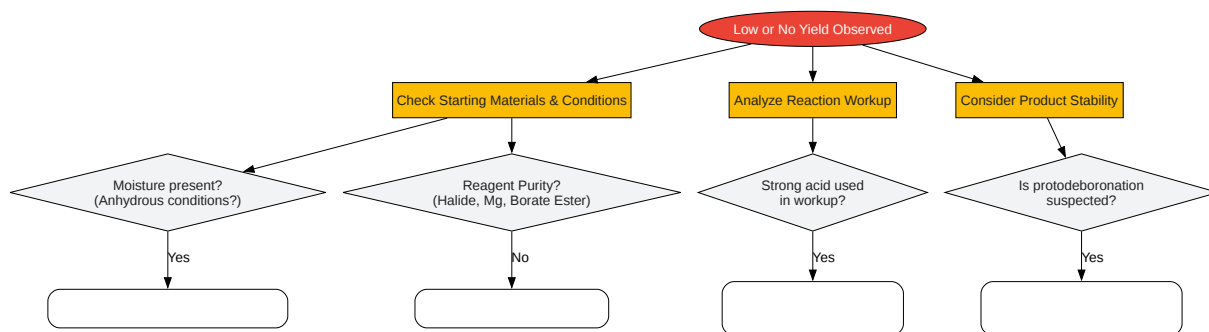 Low or No Yield Observed
Check Starting Materials & Conditions
Analyze Reaction Workup
Consider Product Stability
Moisture present?
(Anhydrous conditions?)
Reagent Purity?
(Halide, Mg, Borate Ester)
Strong acid used
in workup?
Is protodeboronation
suspected?
Yes
No
Yes
Yes